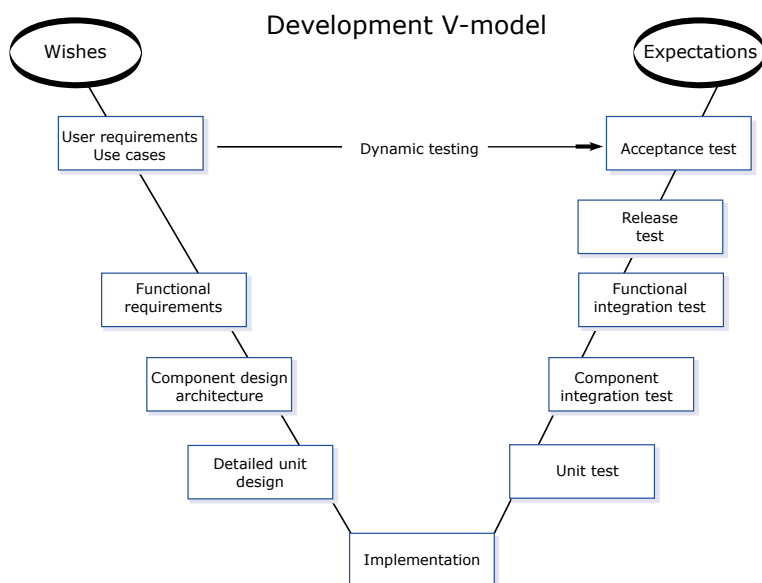 Development V-model
Wishes
Expectations
User requirements
Use cases
Dynamic testing
Acceptance test
Release
test
Functional
requirements
Functional
integration test
Component design
architecture
Component
integration test
Detailed unit
design
Unit test
Implementation